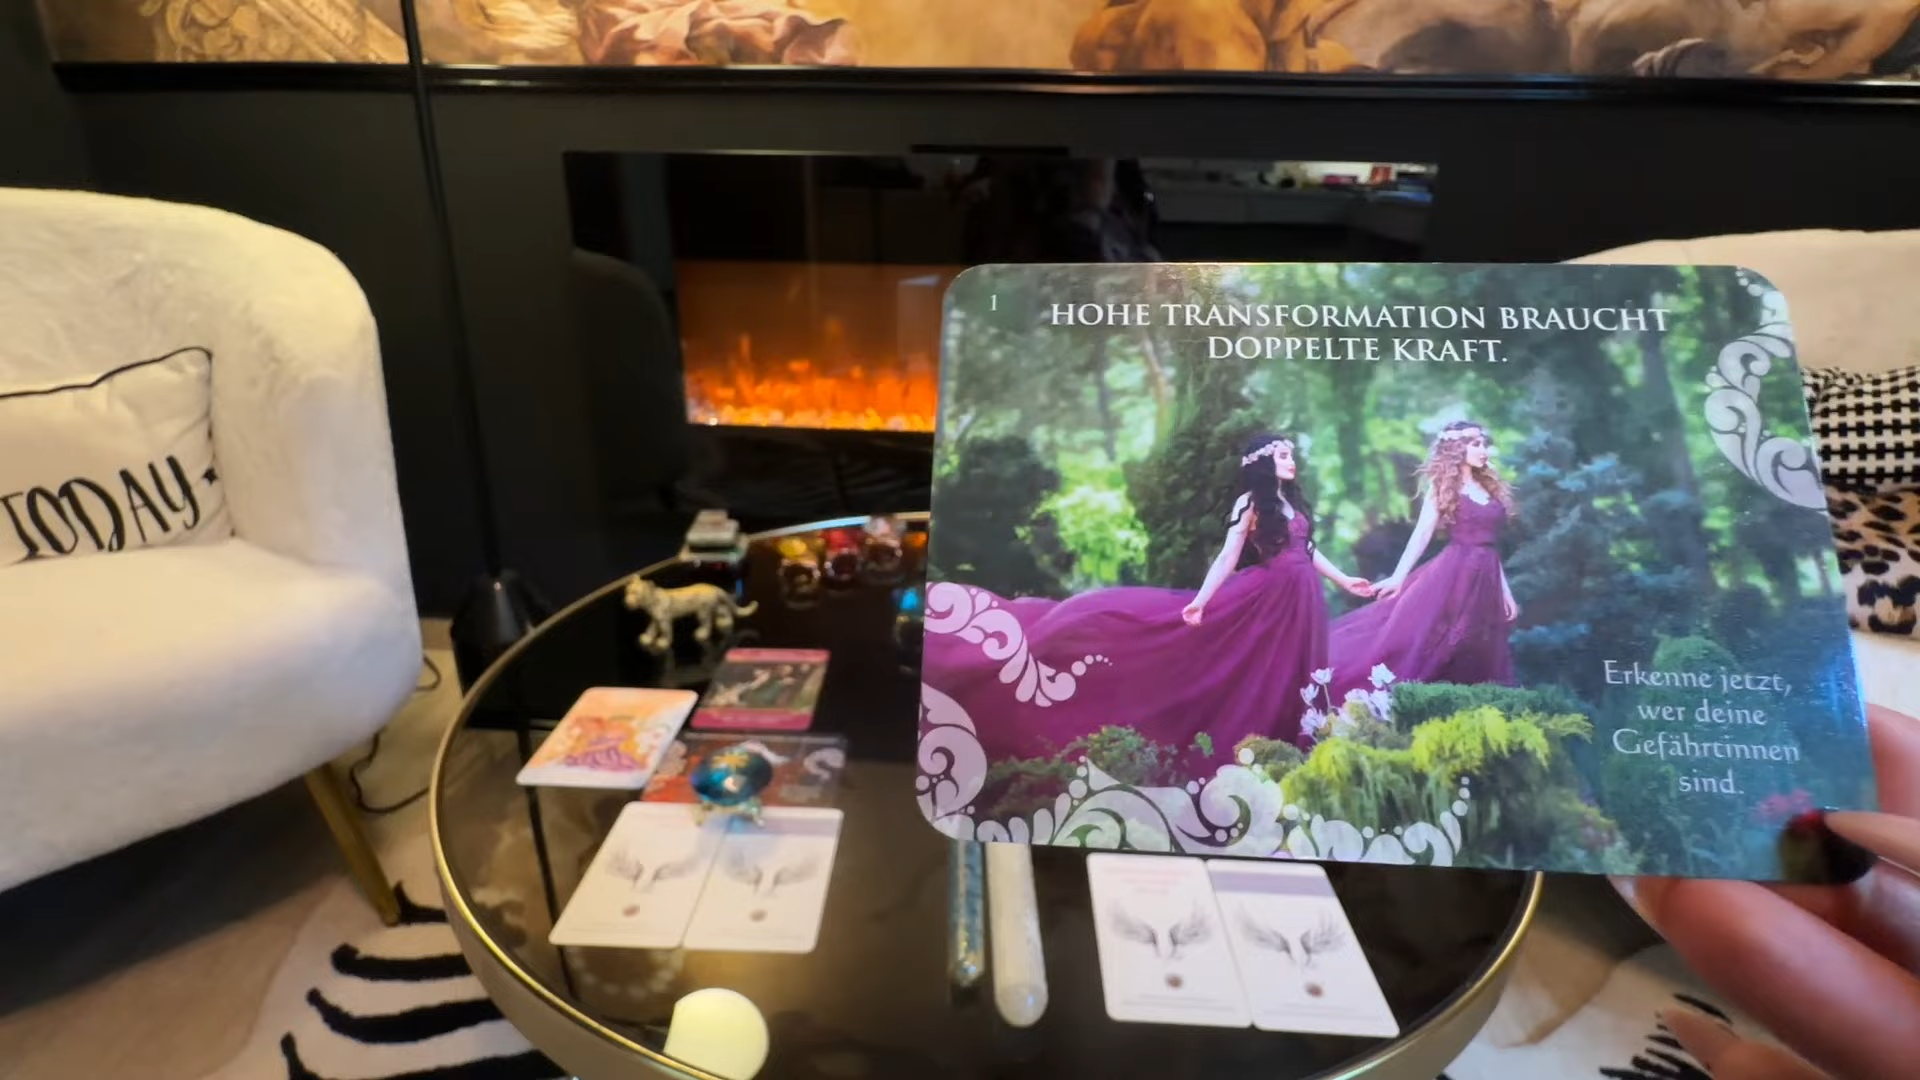 1
HOHE TRANSFORMATION BRAUCHT
DOPPELTE KRAFT.
Erkenne jetzt,
wer deine
Gefährtinnen
sind.
TODAY